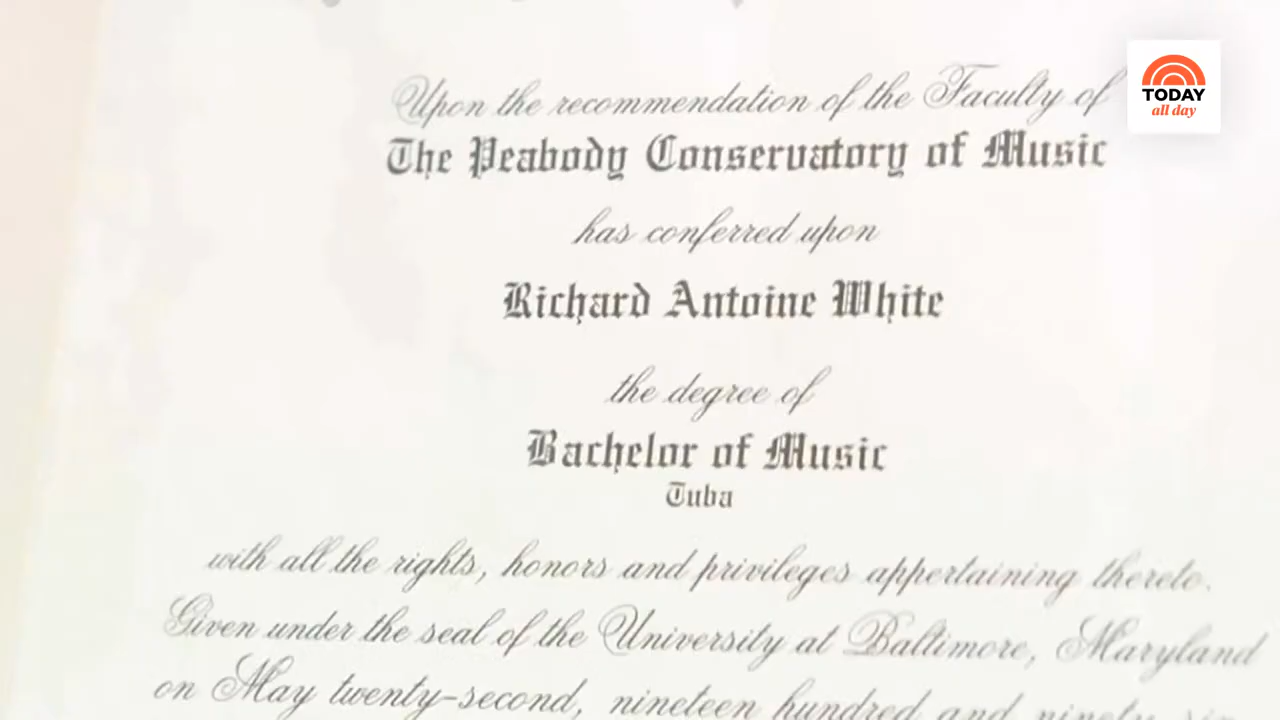 Upon the recommendation of the Faculty of
The Peabody Conservatory of Music
has conferred upon
Richard Antoine White
the degree of
Bachelor of Music
Tuba
with all the rights, honors and privileges appertaining thereto.
Given under the seal of the University at Baltimore, Maryland
on May twenty-second, nineteen hundred and ninety six
TODAY
all day